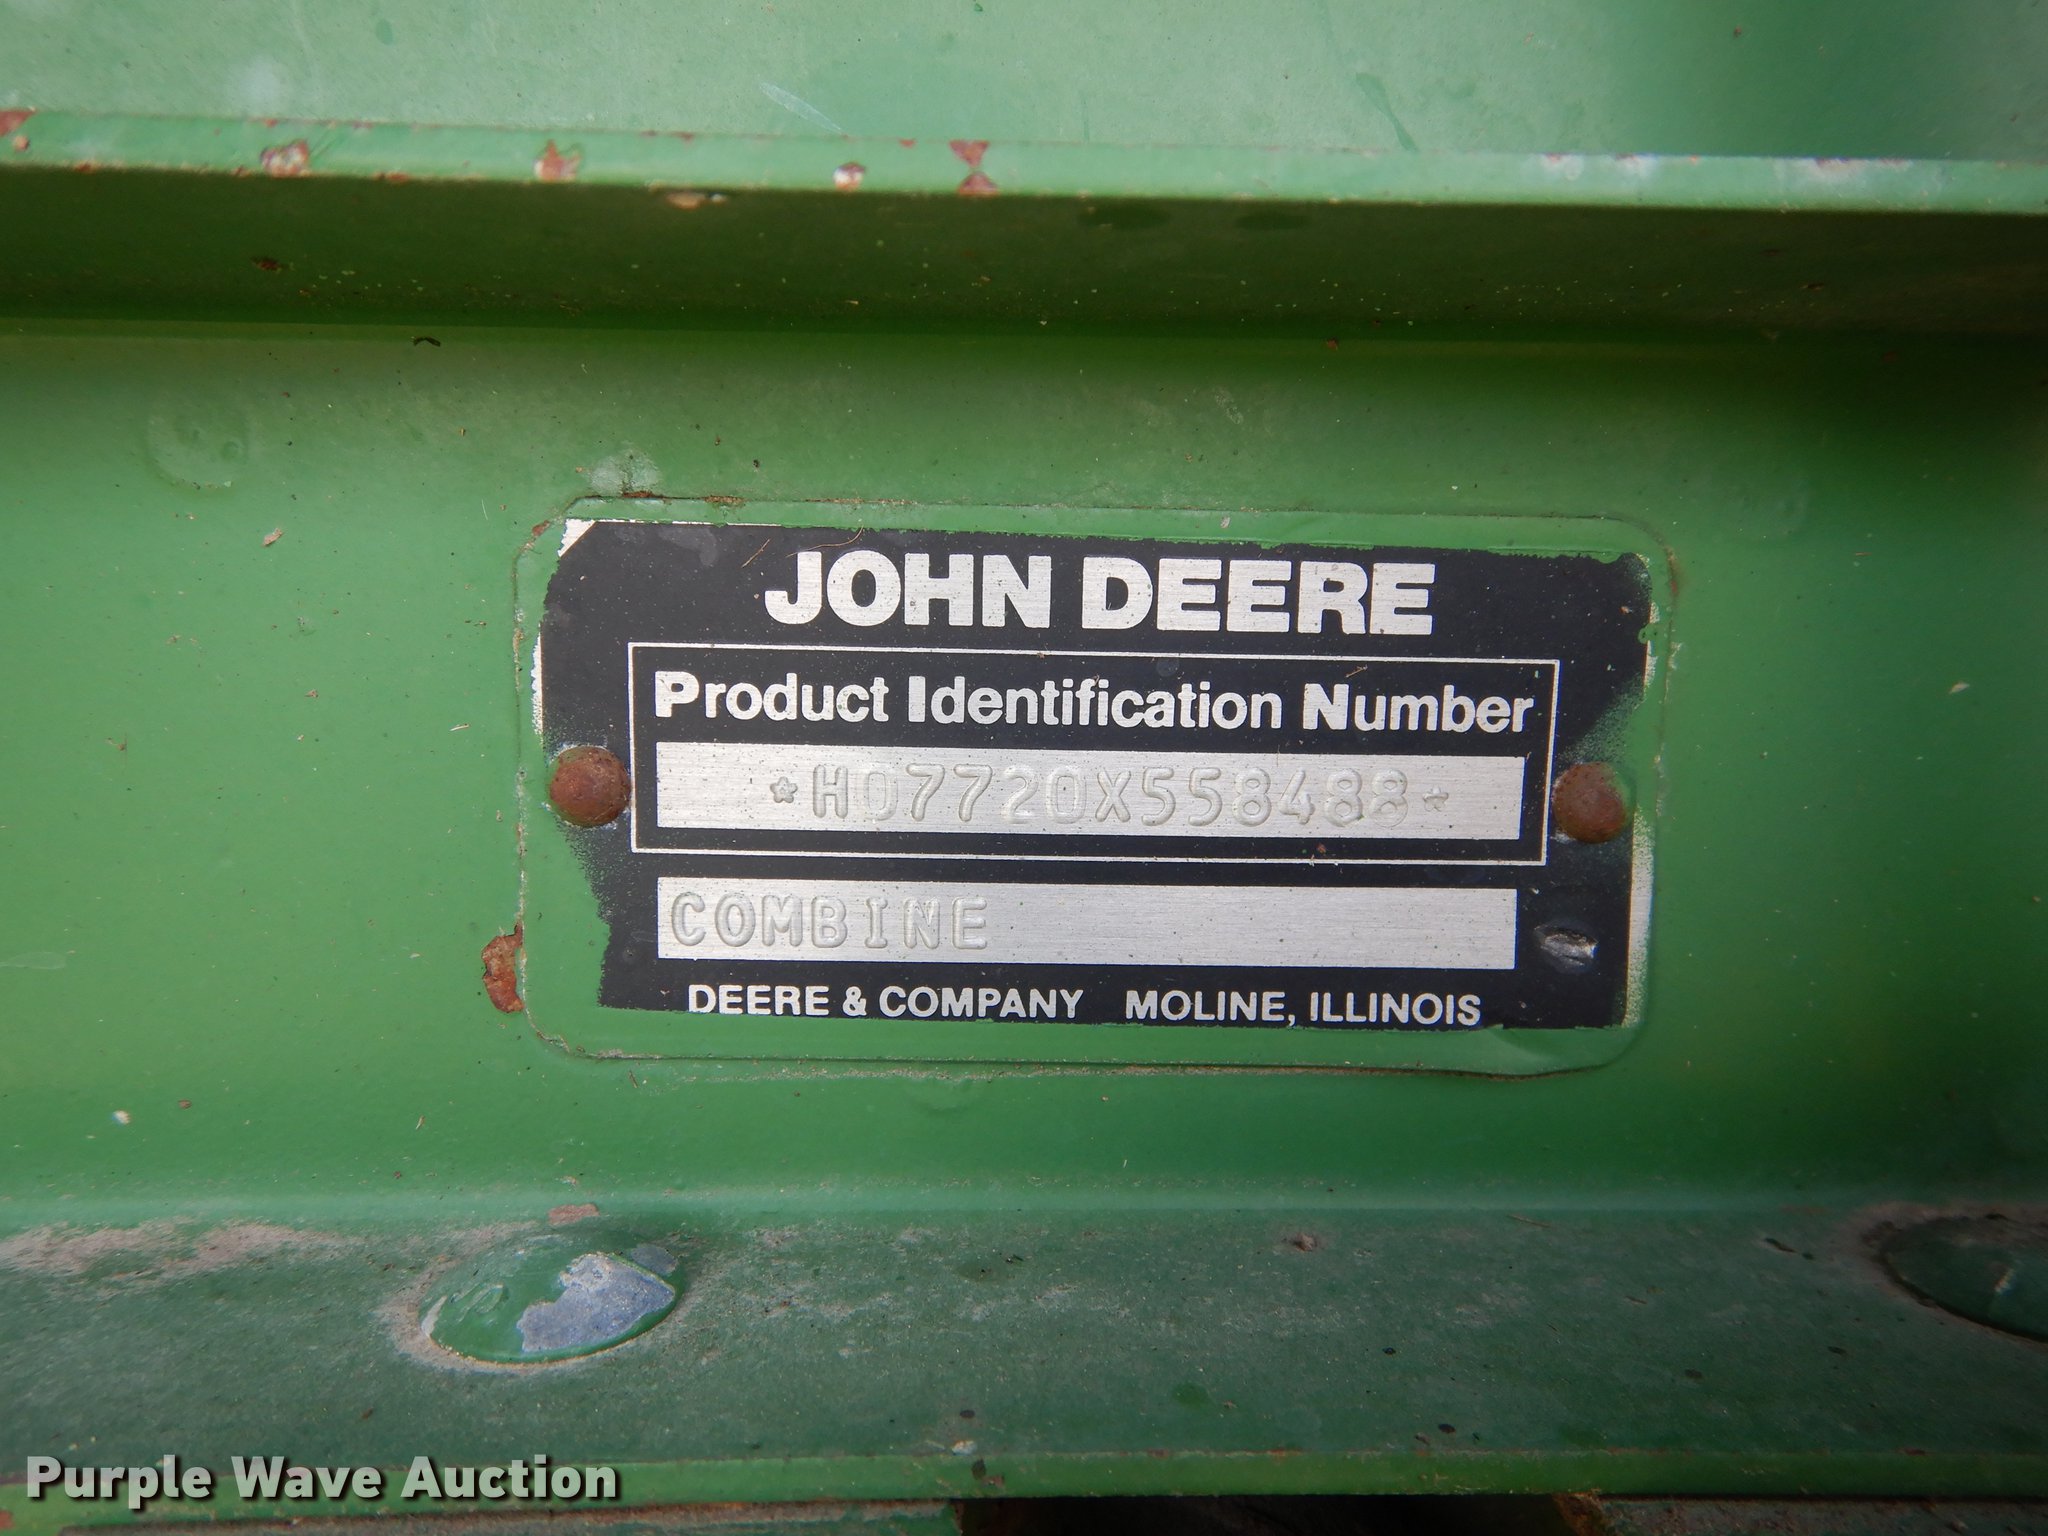 JOHN DEERE
Product Identification Number
*H07720X558488*
COMBINE
DEERE & COMPANY MOLINE, ILLINOIS
Purple Wave Auction